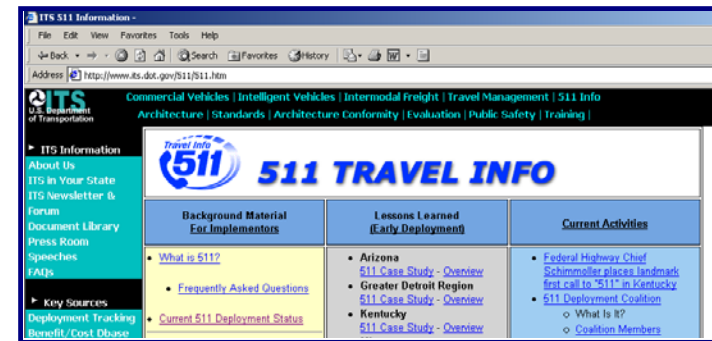 ITS 511 Information -
File Edit View Favorites Tools Help
Back Search Favorites History
Address http://www.its.dot.gov/511/511.htm
ITS
U.S. Department
of Transportation
Commercial Vehicles | Intelligent Vehicles | Intermodal Freight | Travel Management | 511 Info
Architecture | Standards | Architecture Conformity | Evaluation | Public Safety | Training |
ITS Information
About Us
ITS in Your State
ITS Newsletter &
Forum
Document Library
Press Room
Speeches
FAQs
Key Sources
Deployment Tracking
Benefit/Cost Dbase
Travel Info
511
511 TRAVEL INFO
Background Material
For Implementors
What is 511?
Frequently Asked Questions
Current 511 Deployment Status
Lessons Learned
(Early Deployment)
Arizona
511 Case Study - Overview
Greater Detroit Region
511 Case Study - Overview
Kentucky
511 Case Study - Overview
Current Activities
Federal Highway Chief
Schimmoller places landmark
first call to "511" in Kentucky
511 Deployment Coalition
What Is It?
Coalition Members